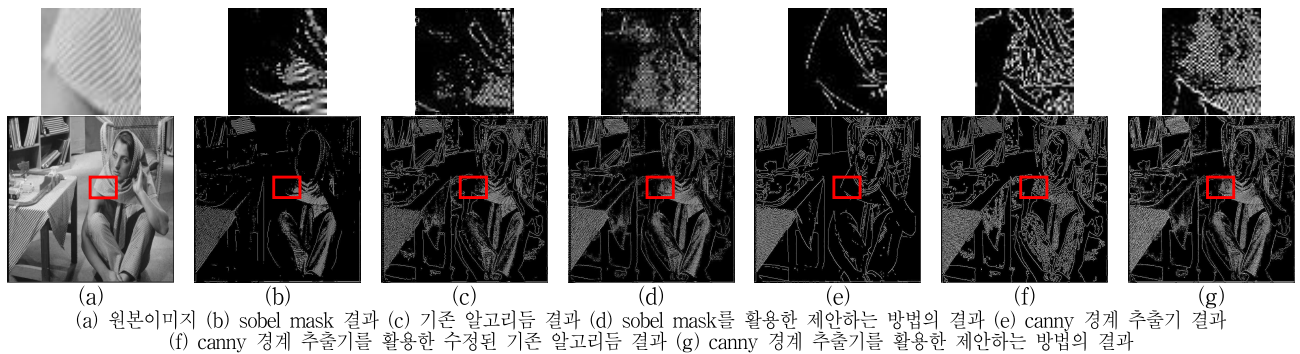 (a) (b) (c) (d) (e) (f) (g)
(a) 원본이미지 (b) sobel mask 결과 (c) 기존 알고리듬 결과 (d) sobel mask를 활용한 제안하는 방법의 결과 (e) canny 경계 추출기 결과
(f) canny 경계 추출기를 활용한 수정된 기존 알고리듬 결과 (g) canny 경계 추출기를 활용한 제안하는 방법의 결과